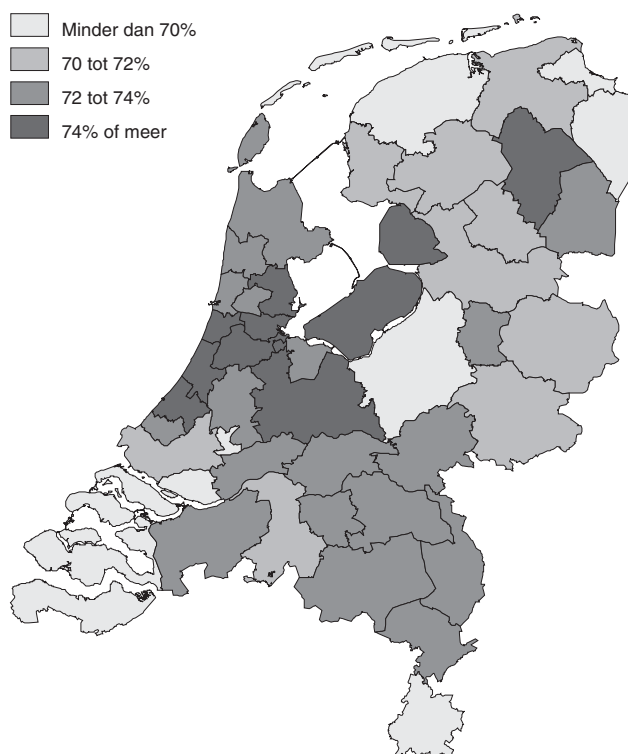 Minder dan 70%
70 tot 72%
72 tot 74%
74% of meer